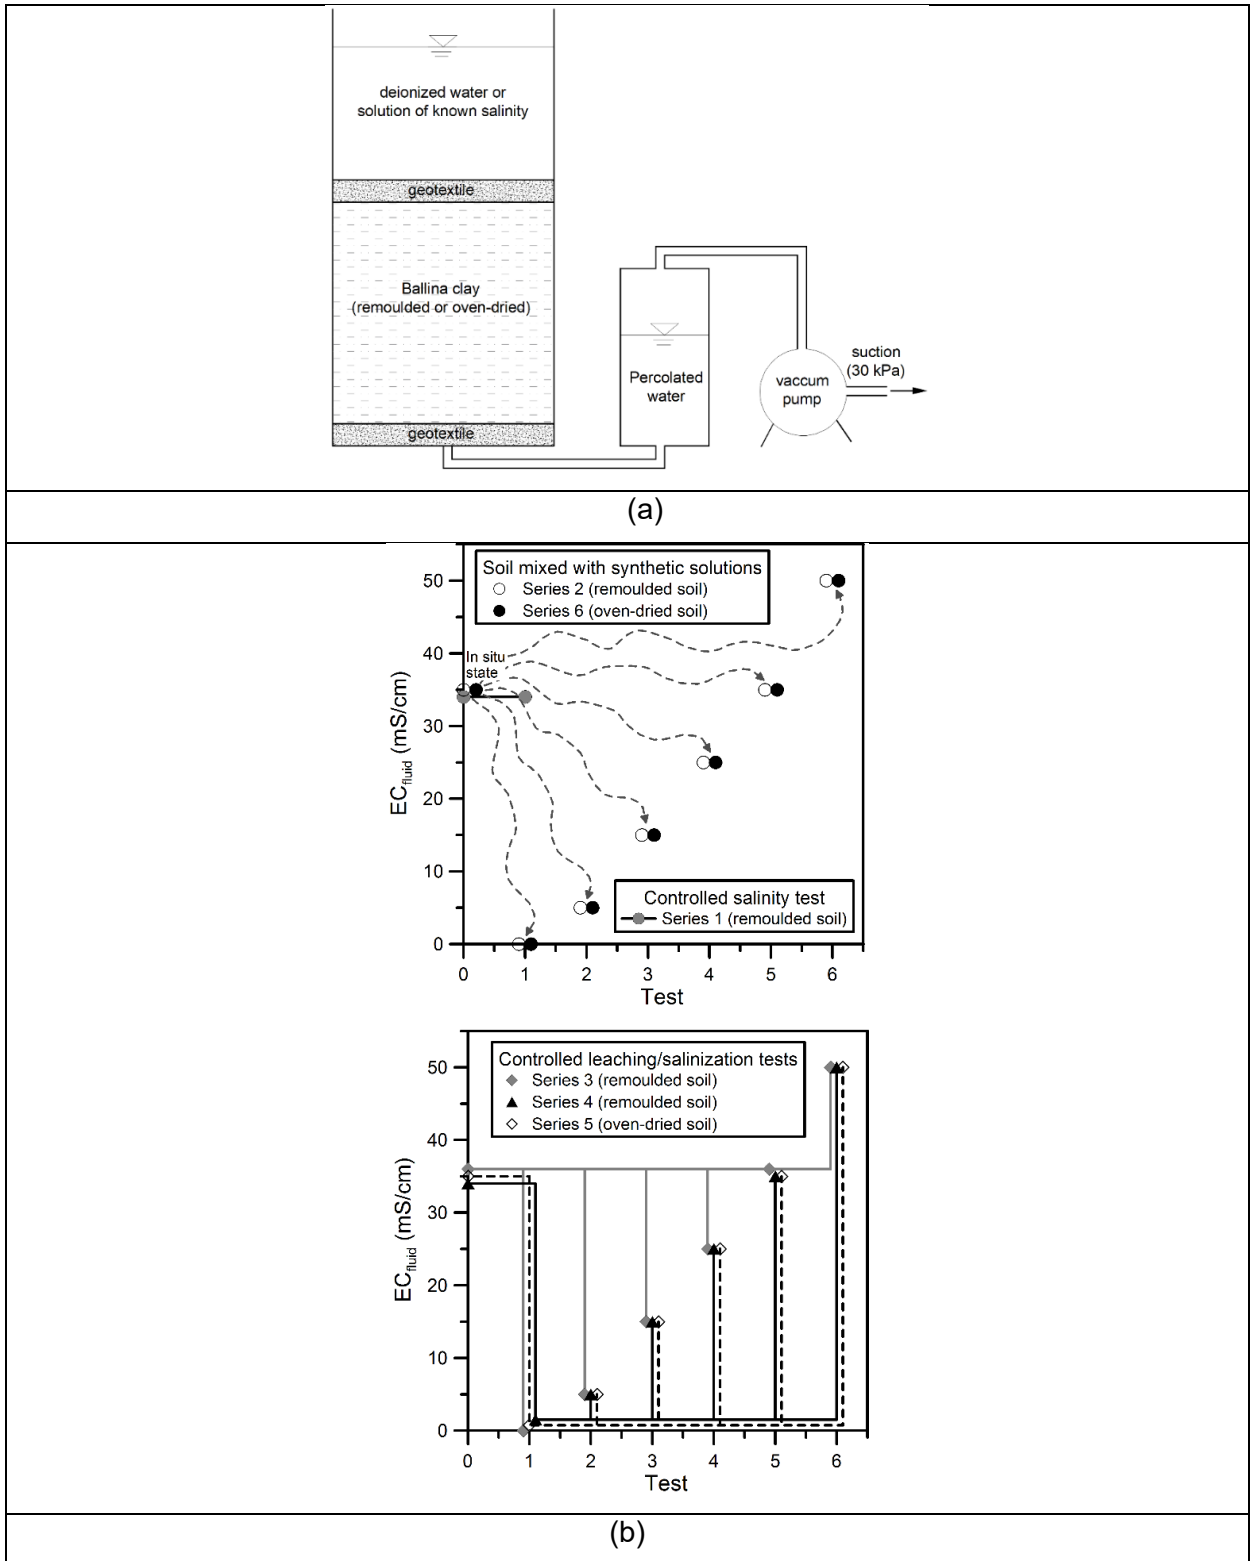 deionized water or
solution of known salinity
geotextile
Ballina clay
(remoulded or oven-dried)
geotextile
Percolated
water
vaccum
pump
suction
(30 kPa)
(a)
Soil mixed with synthetic solutions
Series 2 (remoulded soil)
Series 6 (oven-dried soil)
In situ
state
Controlled salinity test
Series 1 (remoulded soil)
50
40
30
20
10
0
ECfluid (mS/cm)
0 1 2 3 4 5 6
Test
Controlled leaching/salinization tests
Series 3 (remoulded soil)
Series 4 (remoulded soil)
Series 5 (oven-dried soil)
50
40
30
20
10
0
ECfluid (mS/cm)
0 1 2 3 4 5 6
Test
(b)